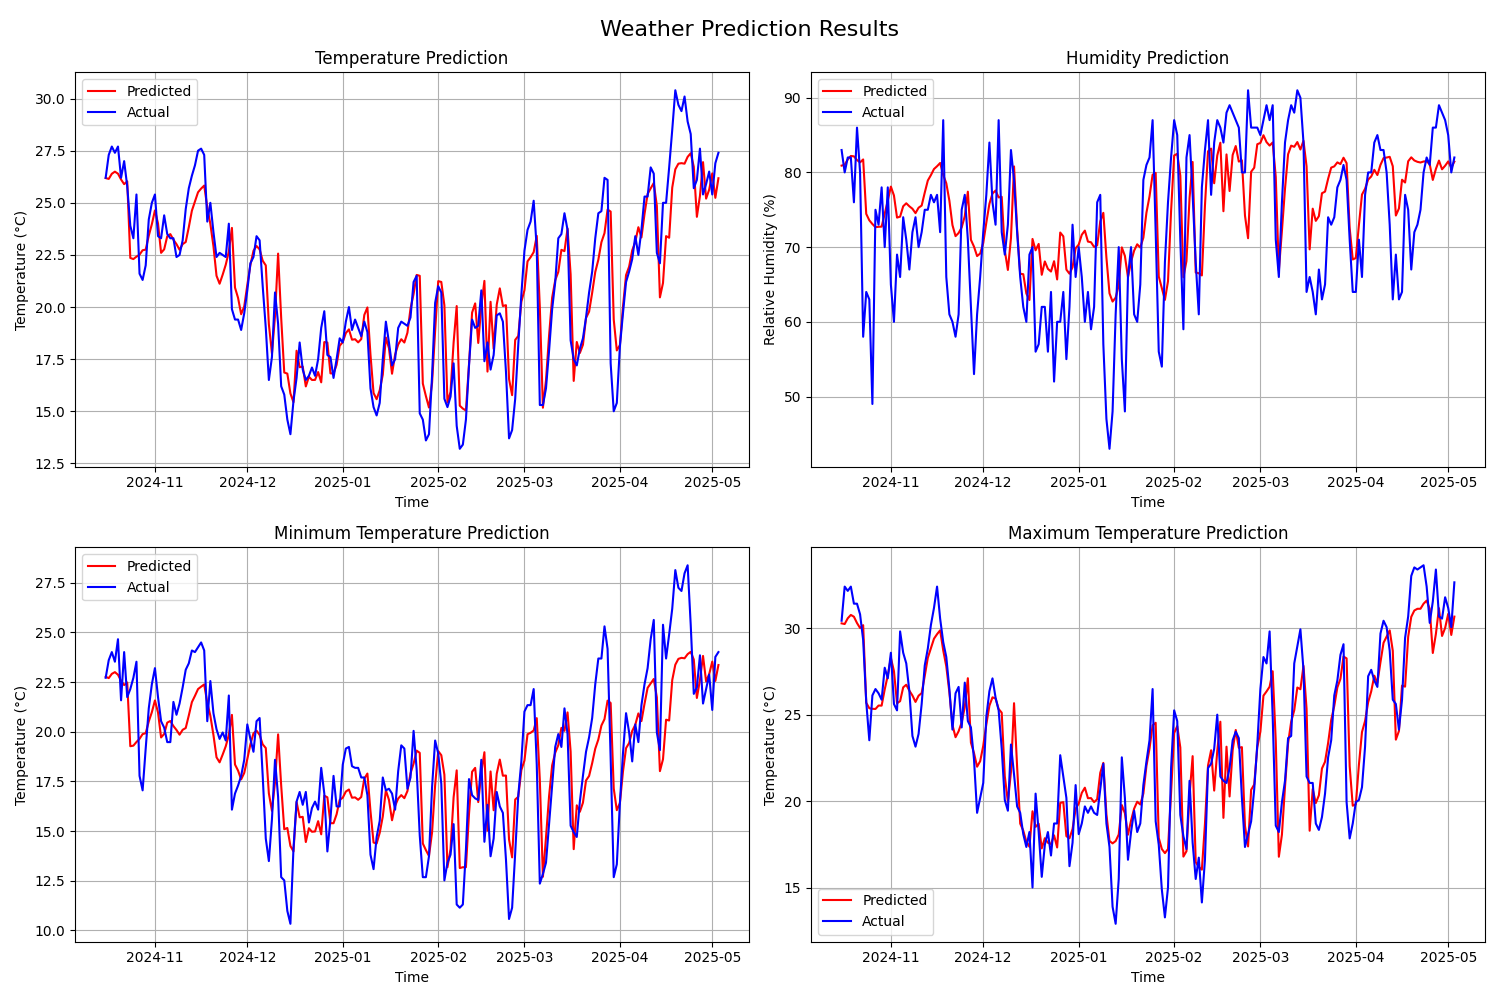 Weather Prediction Results
Temperature Prediction
Predicted
Actual
30.0
27.5
25.0
22.5
20.0
17.5
15.0
12.5
Temperature (°C)
2024-11 2024-12 2025-01 2025-02 2025-03 2025-04 2025-05
Time
Humidity Prediction
Predicted
Actual
90
80
70
60
50
Relative Humidity (%)
2024-11 2024-12 2025-01 2025-02 2025-03 2025-04 2025-05
Time
Minimum Temperature Prediction
Predicted
Actual
27.5
25.0
22.5
20.0
17.5
15.0
12.5
10.0
Temperature (°C)
2024-11 2024-12 2025-01 2025-02 2025-03 2025-04 2025-05
Time
Maximum Temperature Prediction
30
25
20
15
Temperature (°C)
Predicted
Actual
2024-11 2024-12 2025-01 2025-02 2025-03 2025-04 2025-05
Time